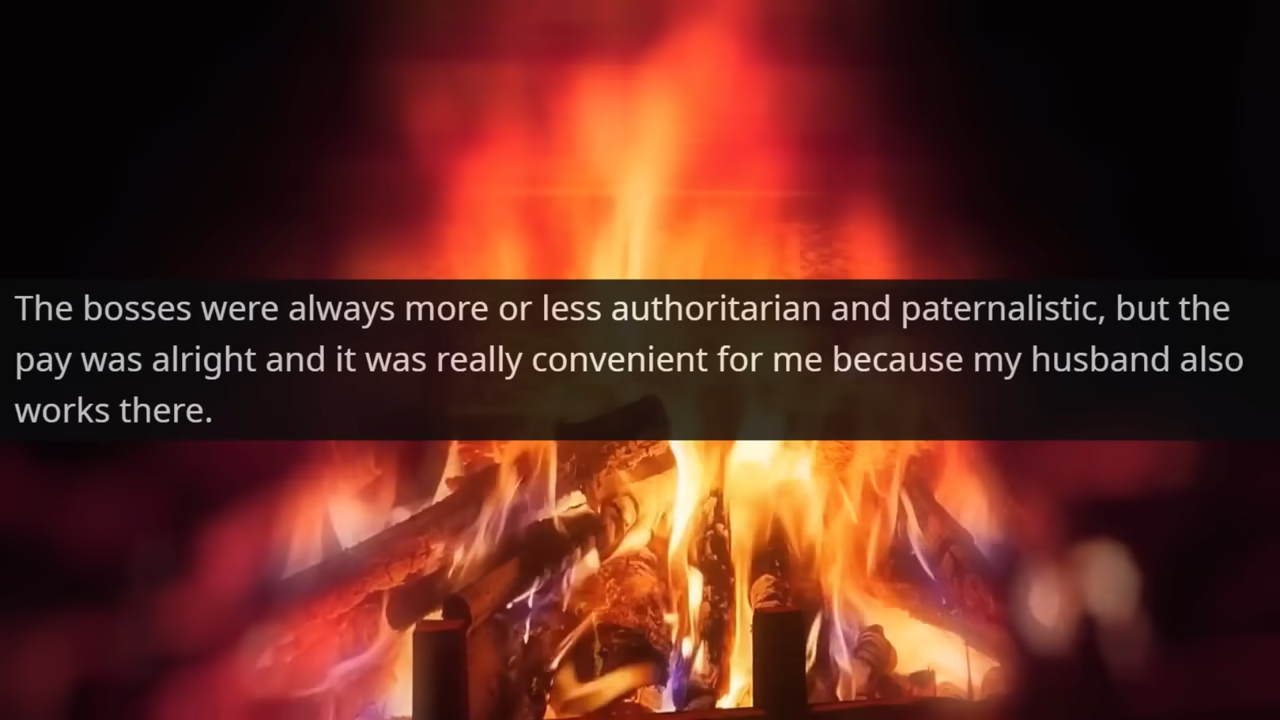 The bosses were always more or less authoritarian and paternalistic, but the
pay was alright and it was really convenient for me because my husband also
works there.